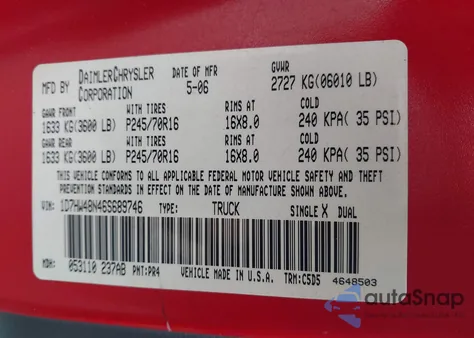 MFD BY DAIMLERCHRYSLER CORPORATION DATE OF MFR 5-06 GVWR 2727 KG(06010 LB)
GAWR FRONT WITH TIRES RIMS AT COLD
1633 KG(3600 LB) P245/70R16 16X8.0 240 KPA( 35 PSI)
GAWR REAR WITH TIRES RIMS AT COLD
1633 KG(3600 LB) P245/70R16 16X8.0 240 KPA( 35 PSI)
THIS VEHICLE CONFORMS TO ALL APPLICABLE FEDERAL MOTOR VEHICLE SAFETY AND THEFT
PREVENTION STANDARDS IN EFFECT ON THE DATE OF MANUFACTURE SHOWN ABOVE.
VIN: 1D7HW48N46S689746 TYPE: TRUCK SINGLE X DUAL
MDH: 053110 237AB PNT:PR4 VEHICLE MADE IN U.S.A. TRM:C5D5 4648503
autoSnap